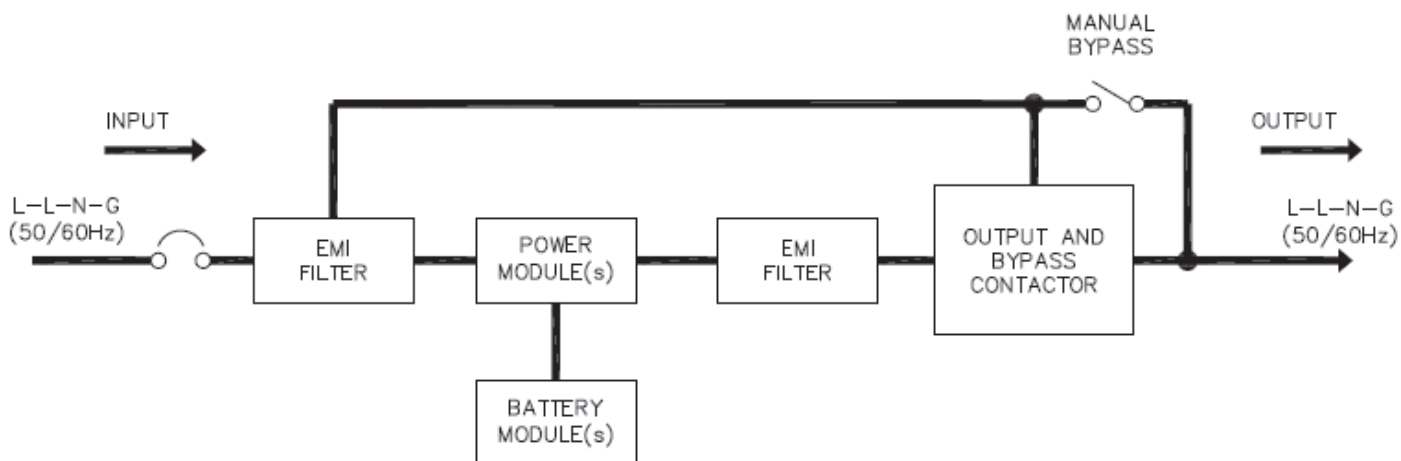 MANUAL
BYPASS
INPUT
OUTPUT
L-L-N-G
(50/60Hz)
EMI
FILTER
POWER
MODULE(s)
EMI
FILTER
OUTPUT AND
BYPASS
CONTACTOR
L-L-N-G
(50/60Hz)
BATTERY
MODULE(s)